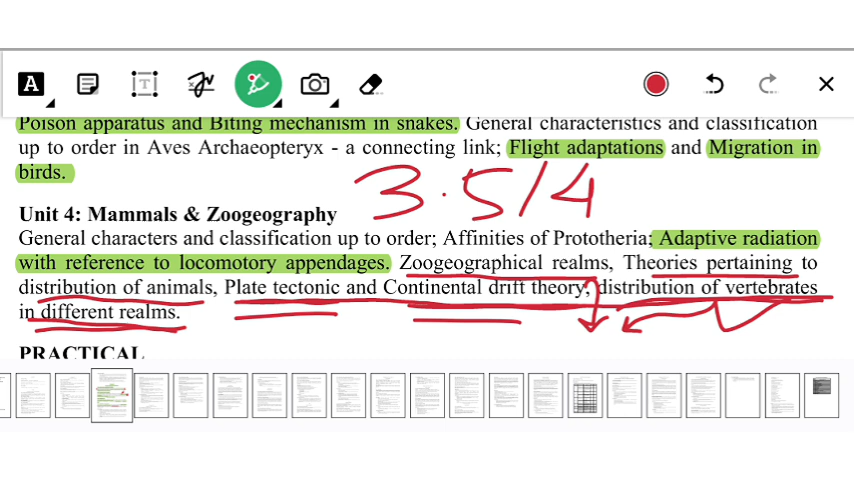 A
T
Poison apparatus and Biting mechanism in snakes. General characteristics and classification
up to order in Aves Archaeopteryx - a connecting link; Flight adaptations and Migration in
birds.
3.5/4
Unit 4: Mammals & Zoogeography
General characters and classification up to order; Affinities of Prototheria; Adaptive radiation
with reference to locomotory appendages. Zoogeographical realms, Theories pertaining to
distribution of animals, Plate tectonic and Continental drift theory, distribution of vertebrates
in different realms.
PRACTICAL